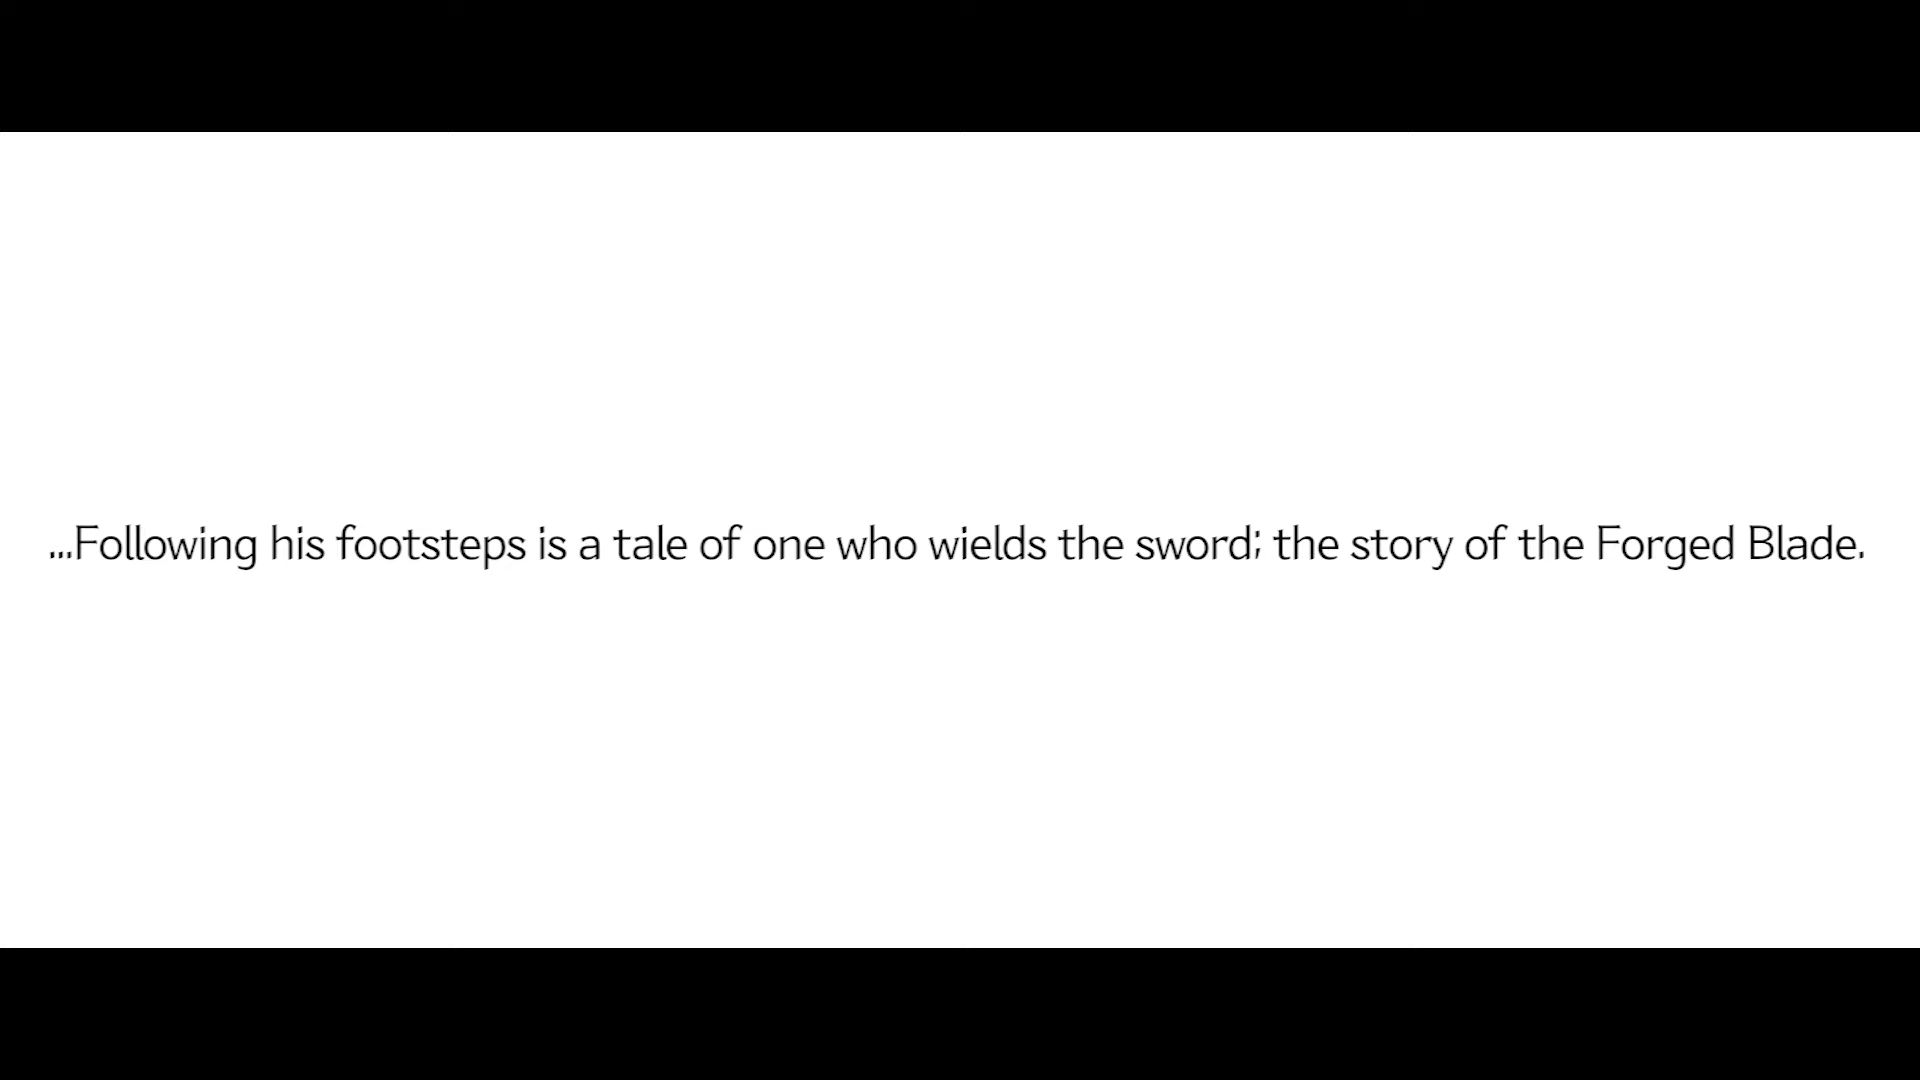 ...Following his footsteps is a tale of one who wields the sword; the story of the Forged Blade.